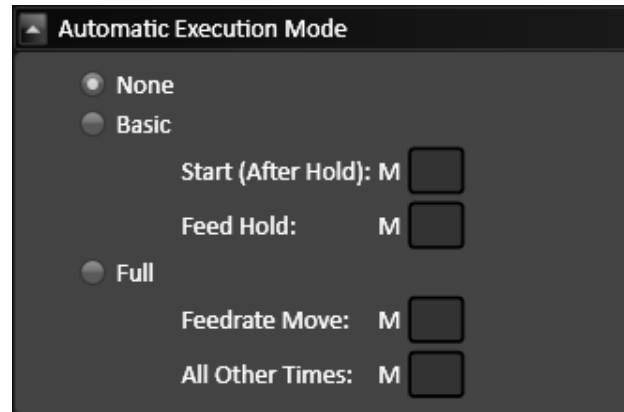 Automatic Execution Mode
None
Basic
Start (After Hold): M
Feed Hold: M
Full
Feedrate Move: M
All Other Times: M